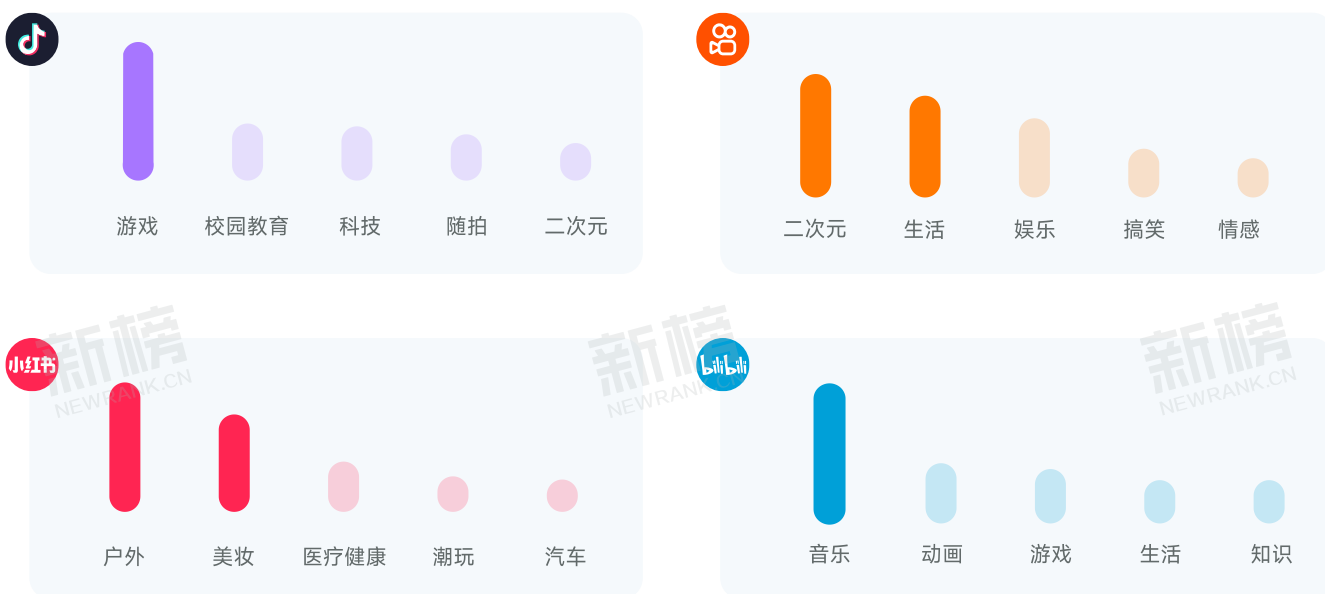 游戏 校园教育 科技 随拍 二次元
二次元 生活 娱乐 搞笑 情感
小红书
新榜
NEWRANK.CN
新榜
NEWRANK.CN
bilibili
新榜
NEWRANK.CN
户外 美妆 医疗健康 潮玩 汽车
音乐 动画 游戏 生活 知识